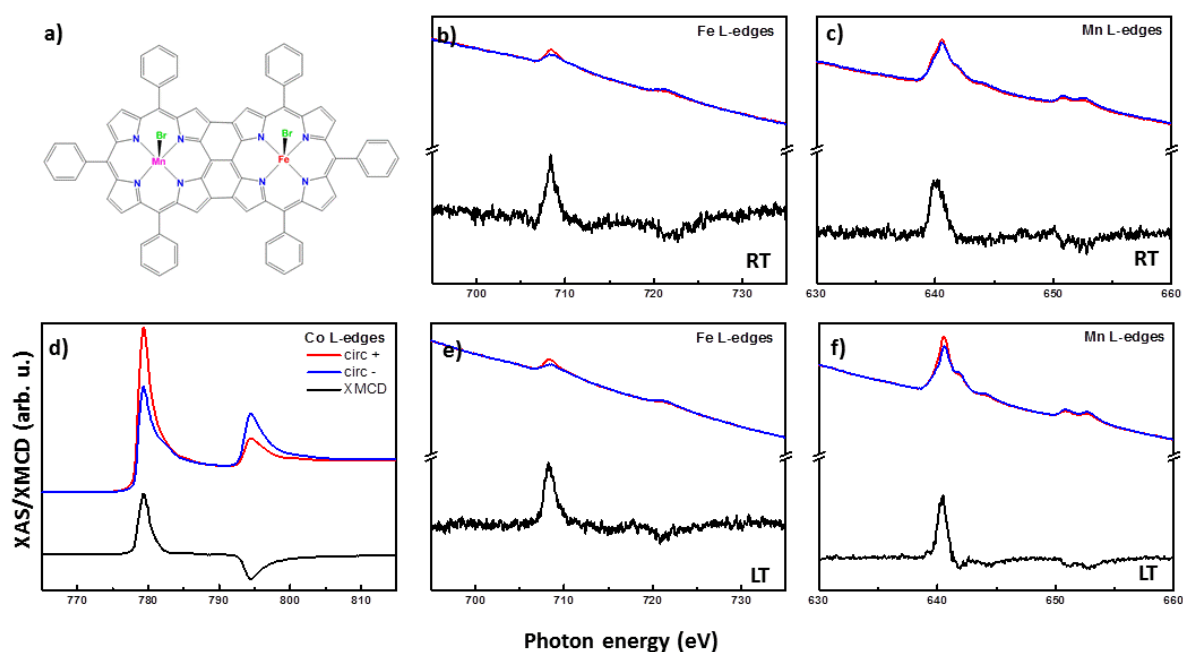 a)
Br
Br
N
N
N
N
Mn
Fe
N
N
N
N
b)
Fe L-edges
RT
700
710
720
730
c)
Mn L-edges
RT
630
640
650
660
XAS/XMCD (arb. u.)
d)
Co L-edges
circ +
circ -
XMCD
770
780
790
800
810
e)
Fe L-edges
LT
700
710
720
730
f)
Mn L-edges
LT
630
640
650
660
Photon energy (eV)